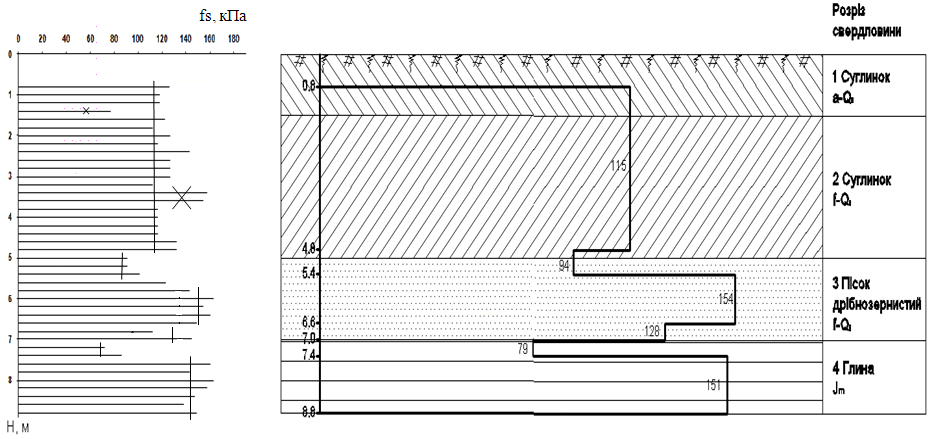 fs, кПа
0 20 40 60 80 100 120 140 160 180
0
1
2
3
4
5
6
7
8
Н, м
0,8
4,8
5,4
6,6
7,0
7,4
8,8
115
94
154
128
79
151
Розріз
свердловини
1 Суглинок
2 Суглинок
3 Пісок
дрібнозернистий
4 Глина
Jm